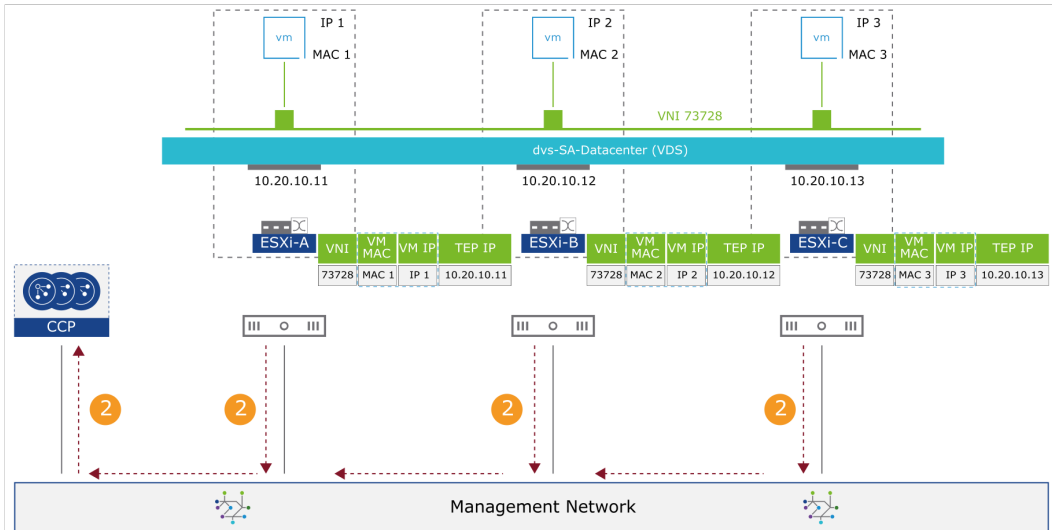 IP 1
vm
MAC 1
IP 2
vm
MAC 2
IP 3
vm
MAC 3
VNI 73728
dvs-SA-Datacenter (VDS)
10.20.10.11
10.20.10.12
10.20.10.13
ESXi-A
VNI
VM MAC
VM IP
TEP IP
73728
MAC 1
IP 1
10.20.10.11
ESXi-B
VNI
VM MAC
VM IP
TEP IP
73728
MAC 2
IP 2
10.20.10.12
ESXi-C
VNI
VM MAC
VM IP
TEP IP
73728
MAC 3
IP 3
10.20.10.13
CCP
2
2
2
2
Management Network